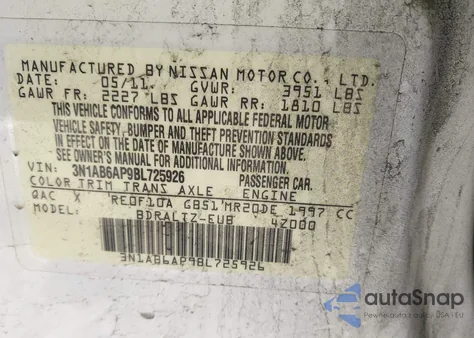 MANUFACTURED BY NISSAN MOTOR CO., LTD.
DATE: 05/11 GVWR: 3951 LBS
GAWR FR: 2227 LBS GAWR RR: 1810 LBS
THIS VEHICLE CONFORMS TO ALL APPLICABLE FEDERAL MOTOR
VEHICLE SAFETY, BUMPER AND THEFT PREVENTION STANDARDS
IN EFFECT ON THE DATE OF MANUFACTURE SHOWN ABOVE.
SEE OWNER'S MANUAL FOR ADDITIONAL INFORMATION
VIN: 3N1AB6AP9BL725926 PASSENGER CAR.
COLOR TRIM TRANS AXLE ENGINE
QAC X RE0F10A GB51 MR20DE 1997 CC
MODEL: BDRALIZ-EUB 4Z000
3N1AB6AP9BL725926
autoSnap